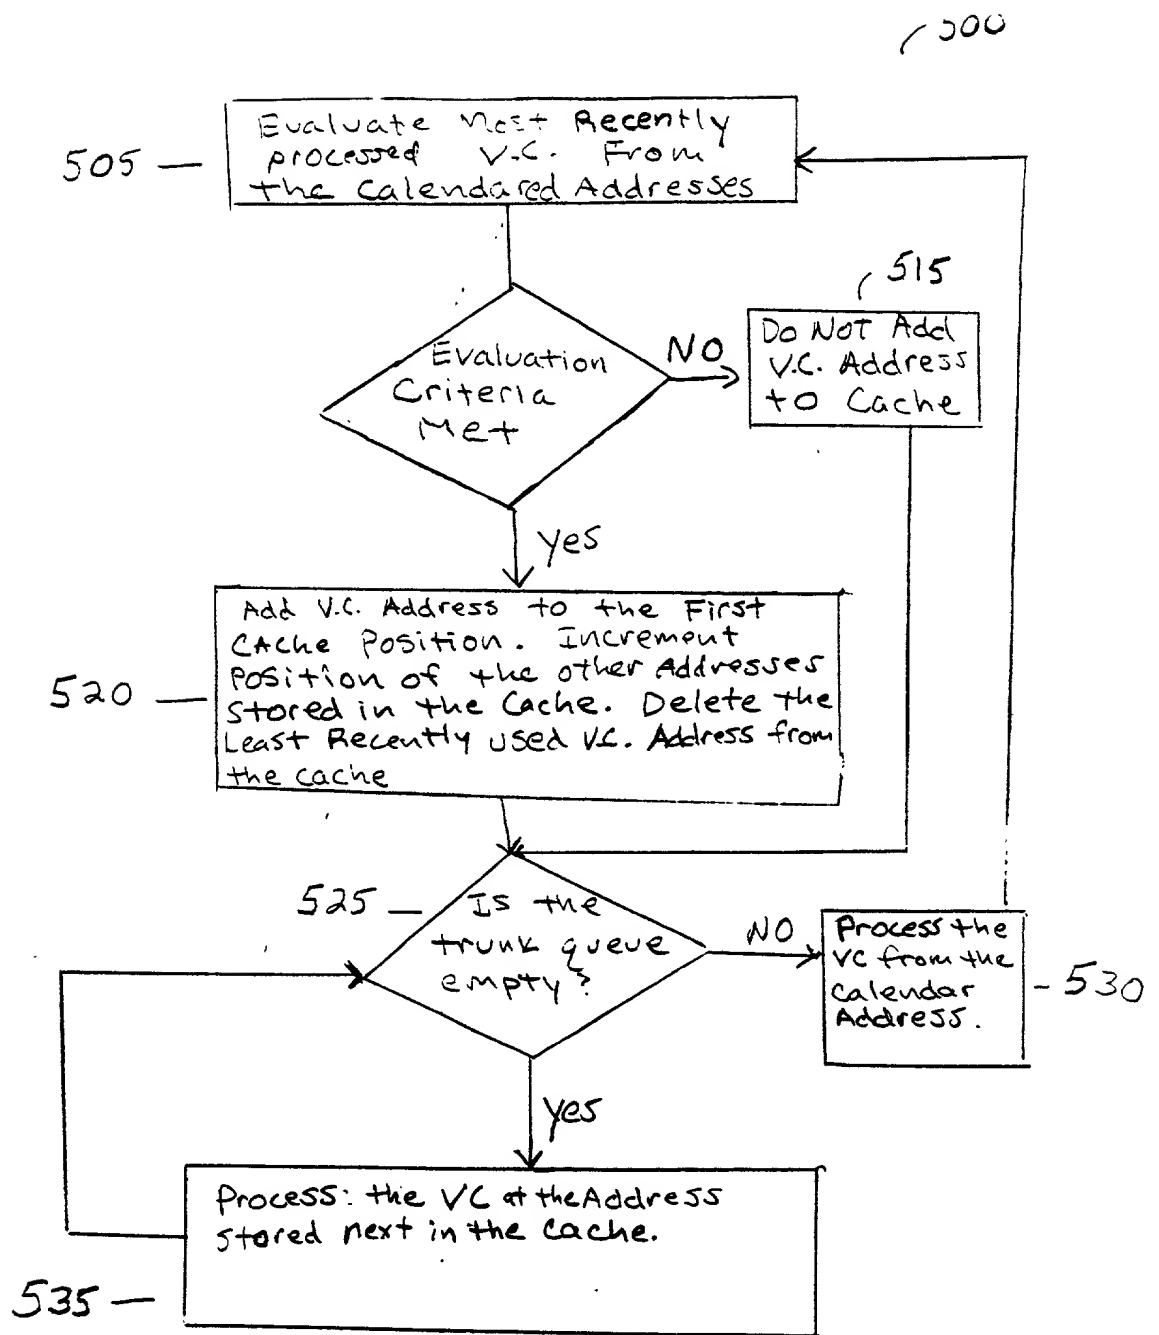 500
Evaluate Most Recently
processed V.C. From
the Calendared Addresses
505
515
Do NOT Add
V.C. Address
to Cache
Evaluation
Criteria
Met
NO
yes
Add V.C. Address to the First
CAche Position. Increment
Position of the other Addresses
stored in the Cache. Delete the
Least Recently used V.C. Address from
the cache
520
525
Is the
trunk queue
empty?
NO
Process the
VC from the
Calendar
Address.
530
yes
Process: the VC at the Address
stored next in the Cache.
535